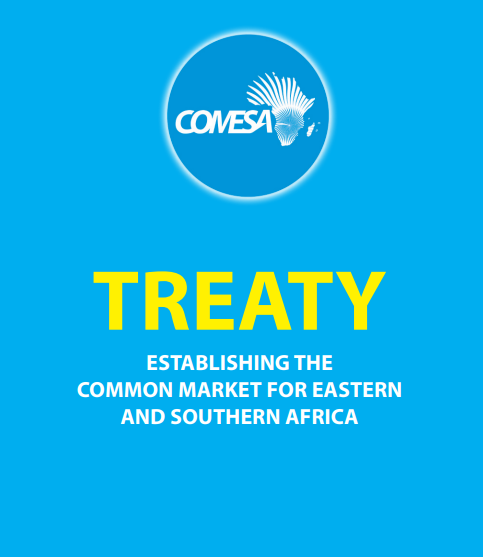 COMESA
TREATY
ESTABLISHING THE
COMMON MARKET FOR EASTERN
AND SOUTHERN AFRICA